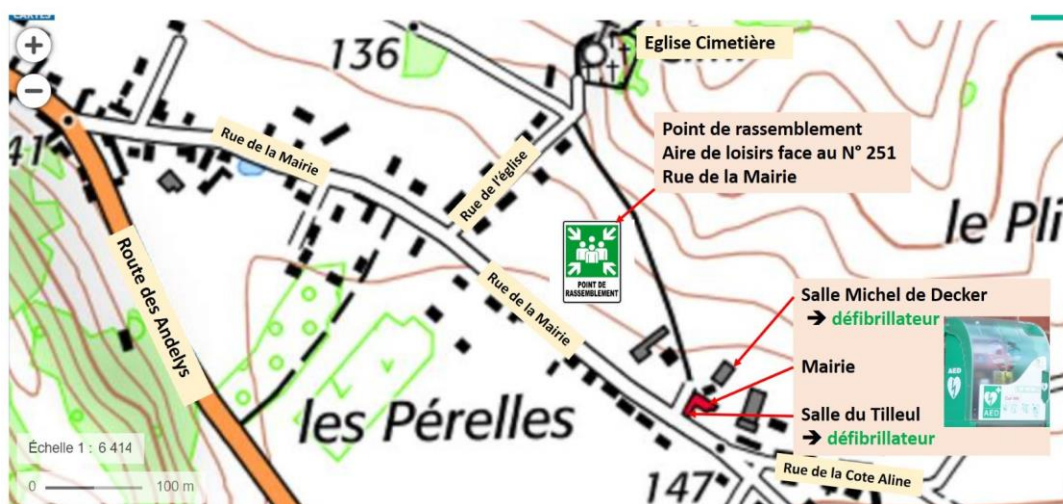 CARTES
+
−
136
Eglise Cimetière
Point de rassemblement
Aire de loisirs face au N° 251
Rue de la Mairie
41
Rue de la Mairie
Rue de l'église
le Pli
POINT DE
RASSEMBLEMENT
Route des Andelys
Rue de la Mairie
Salle Michel de Decker
➔ défibrillateur
Mairie
AED
AED
Salle du Tilleul
➔ défibrillateur
les Pérelles
Échelle 1 : 6 414
0 100 m
147
Rue de la Cote Aline